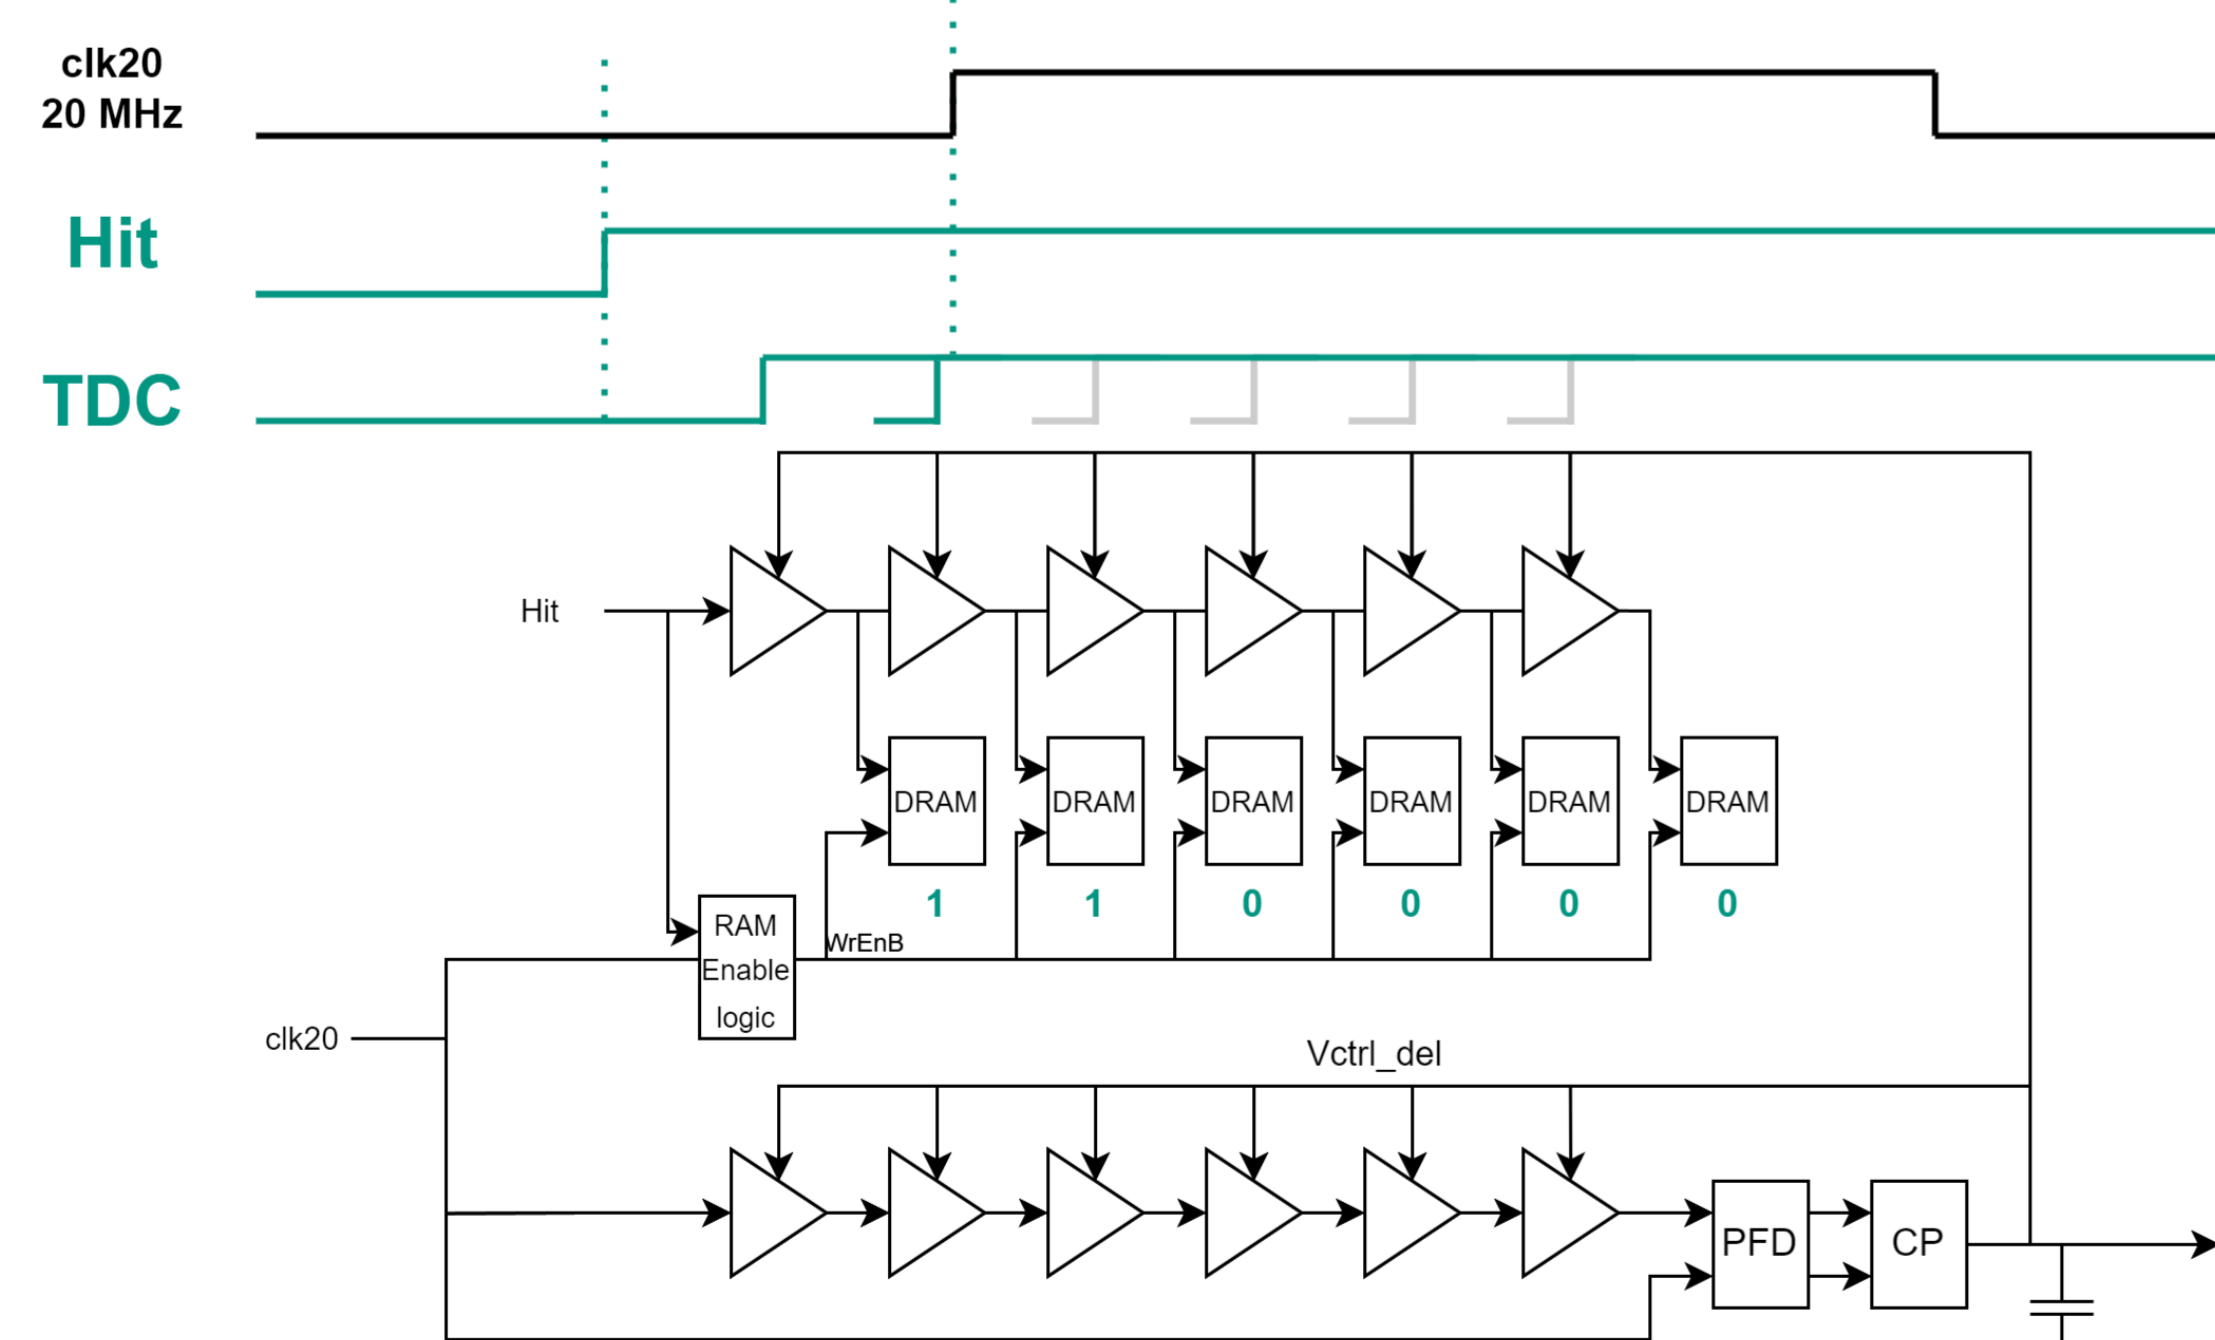 clk20
20 MHz
Hit
TDC
Hit
DRAM
DRAM
DRAM
DRAM
DRAM
DRAM
1
1
0
0
0
0
RAM
Enable
logic
WrEnB
clk20
Vctrl_del
PFD
CP